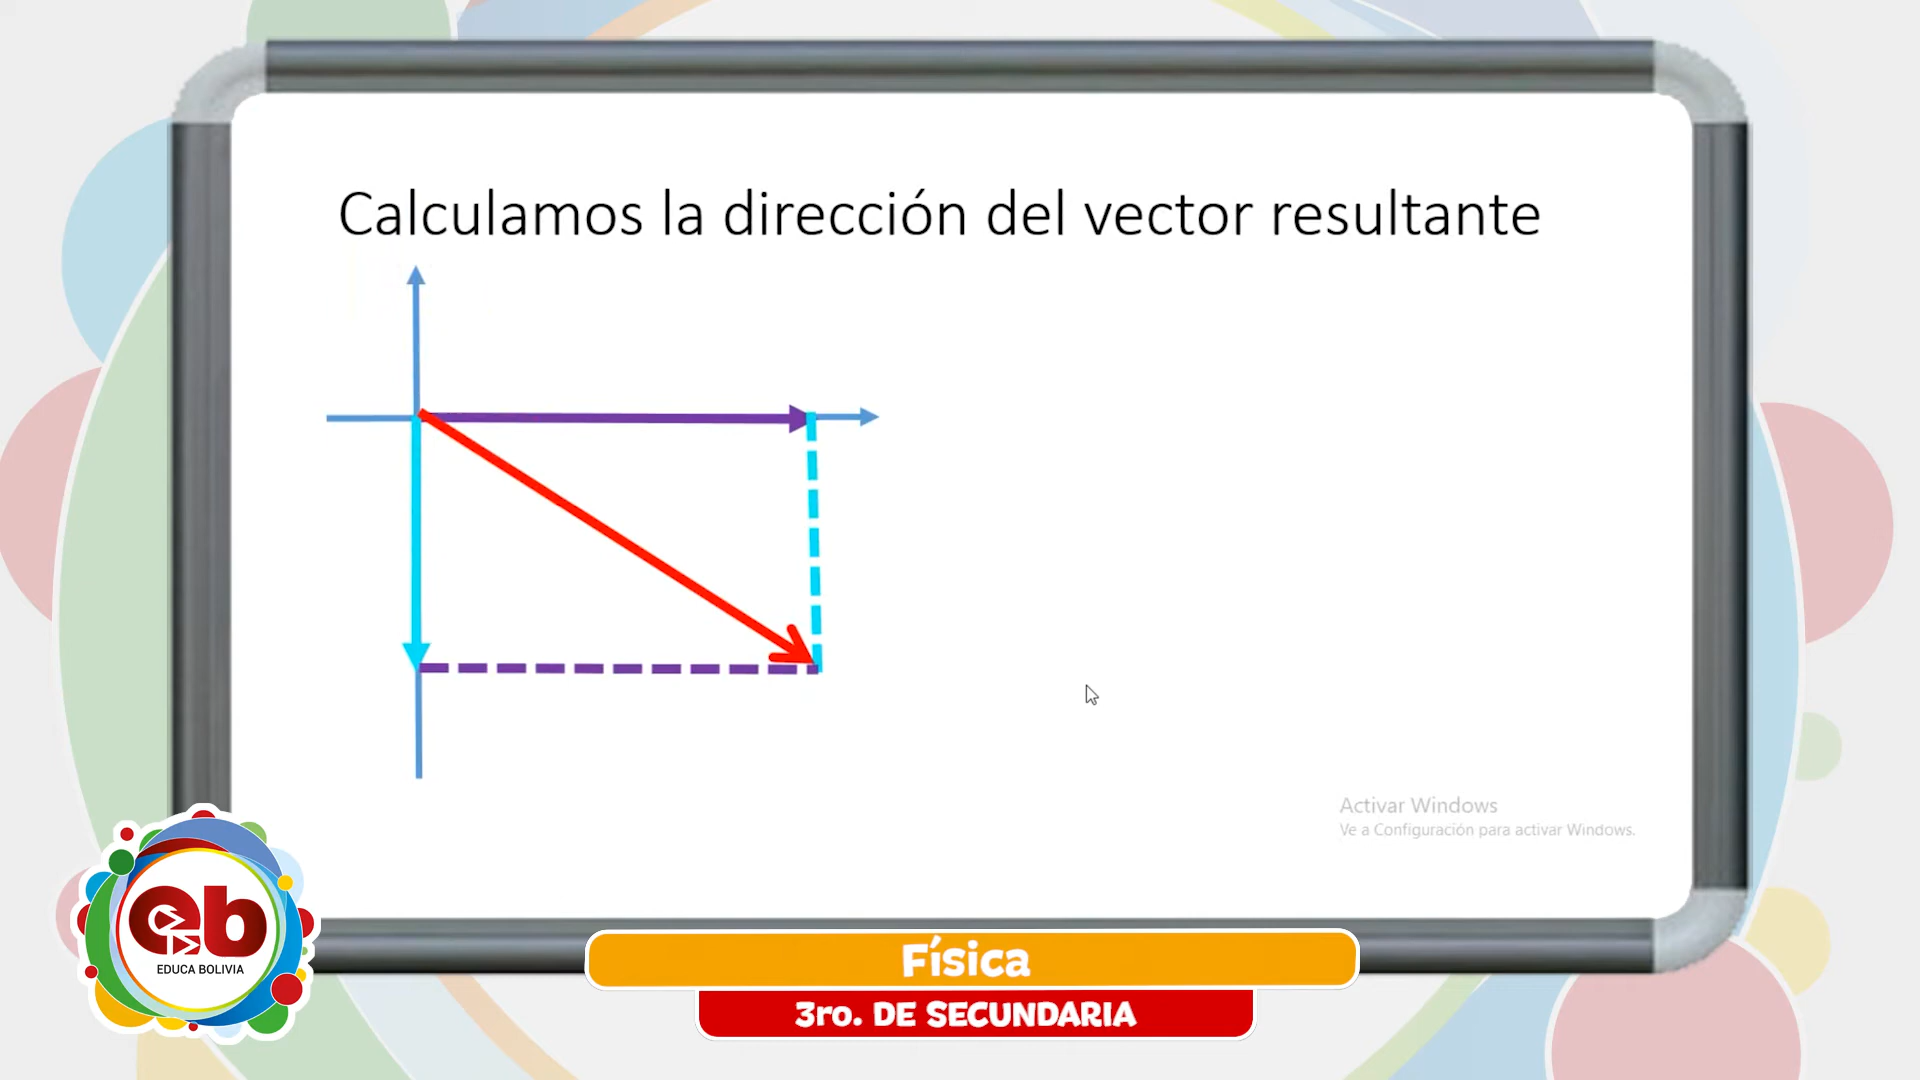 Calculamos la dirección del vector resultante
Activar Windows
Ve a Configuración para activar Windows.
eb
EDUCA BOLIVIA
Física
3ro. DE SECUNDARIA